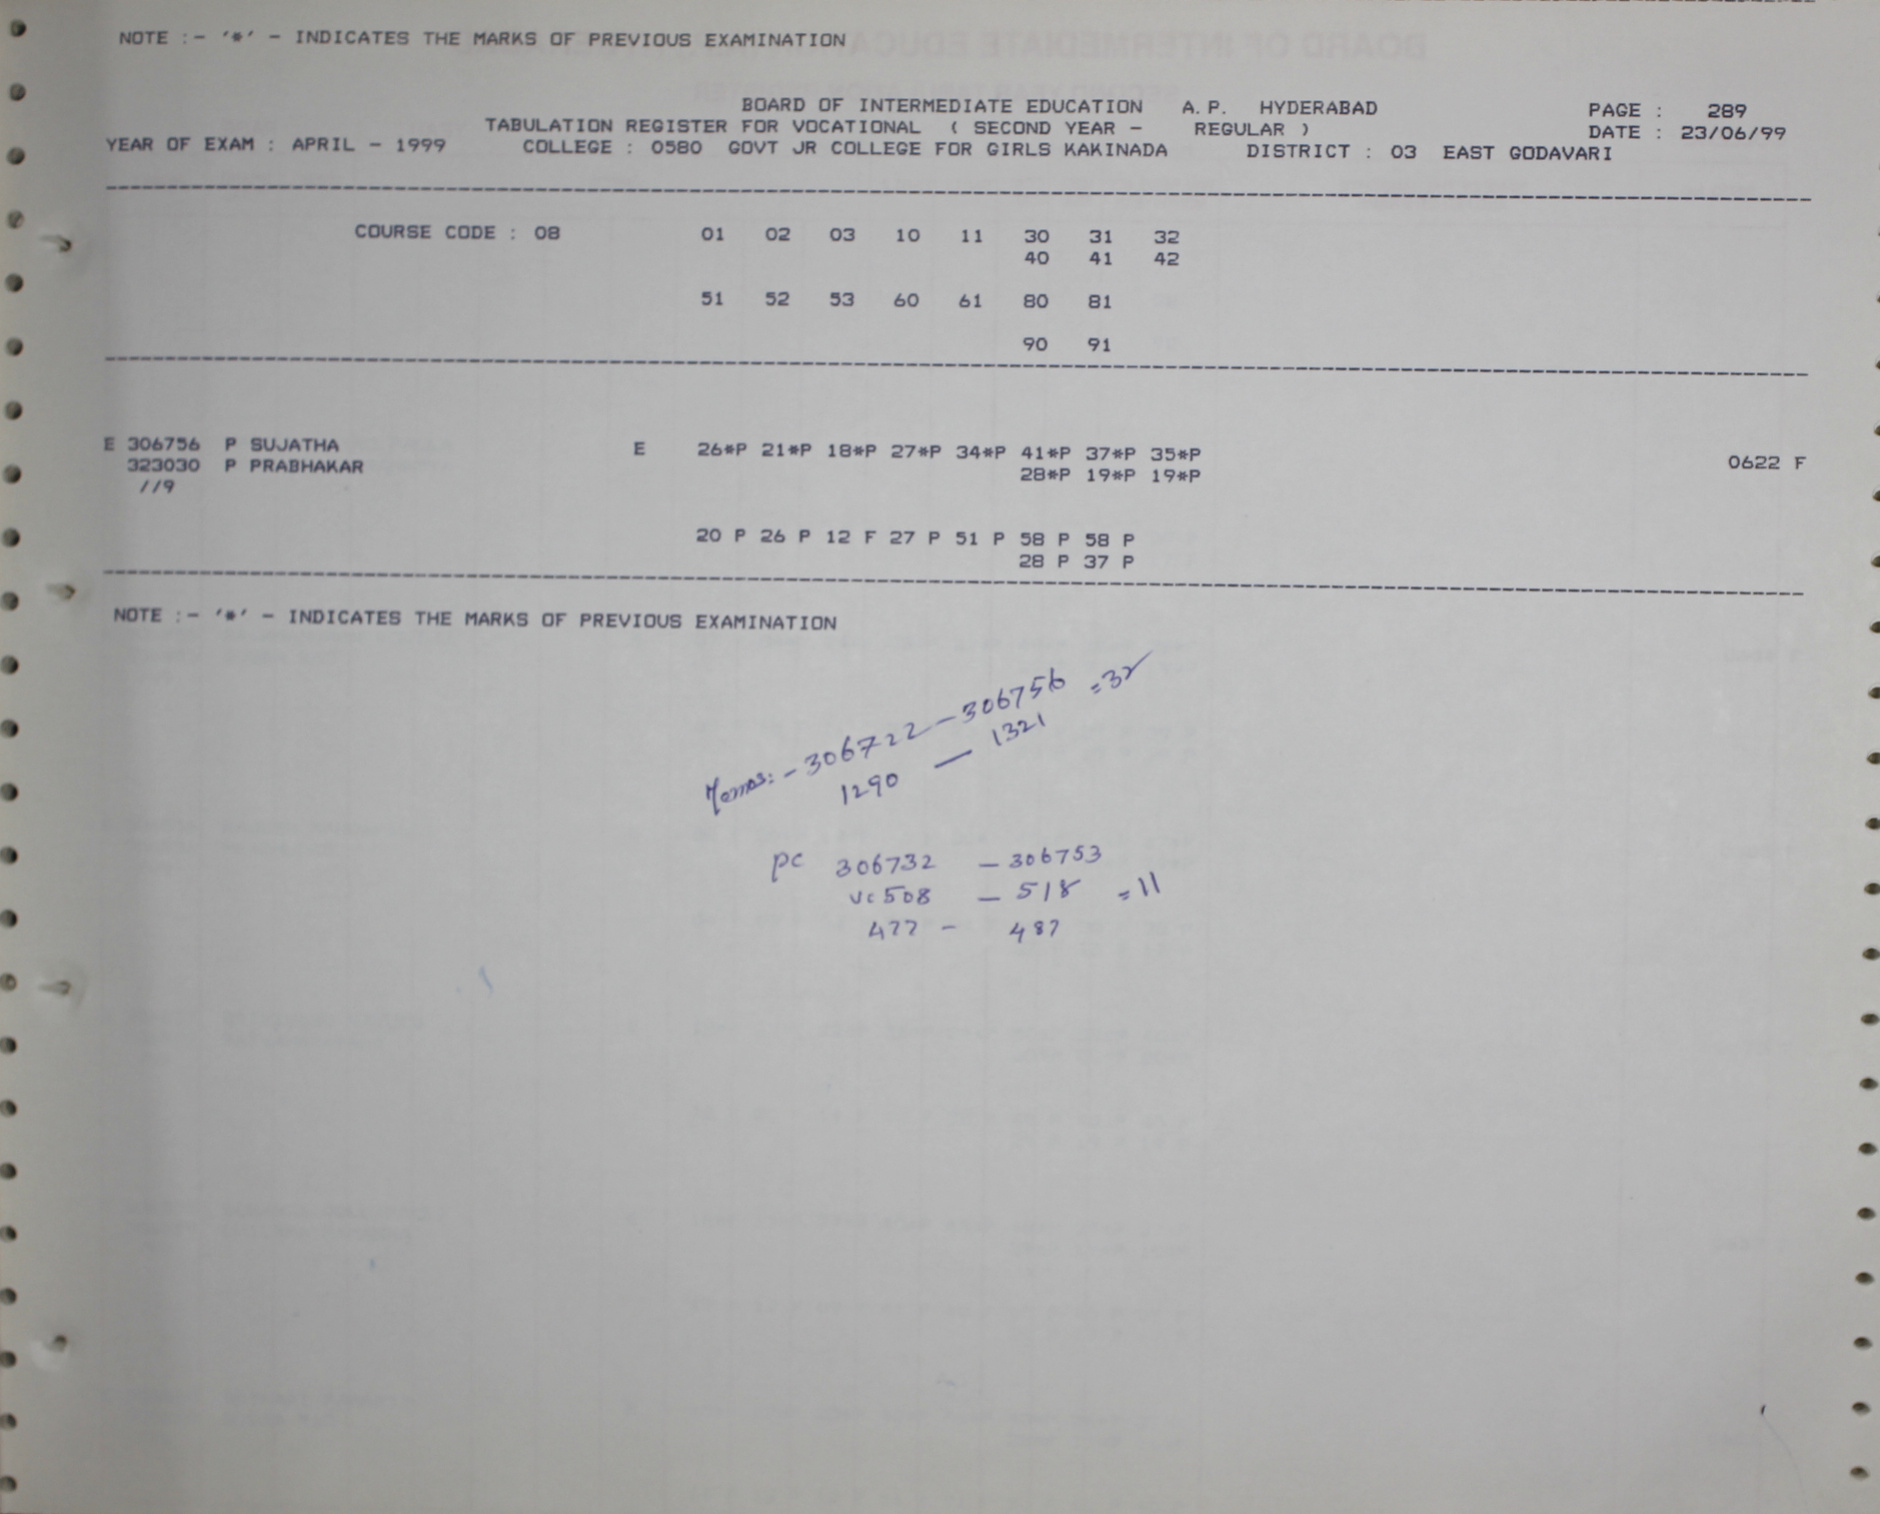 NOTE :- '*' - INDICATES THE MARKS OF PREVIOUS EXAMINATION
BOARD OF INTERMEDIATE EDUCATION A.P. HYDERABAD PAGE : 289
TABULATION REGISTER FOR VOCATIONAL ( SECOND YEAR - REGULAR ) DATE : 23/06/99
YEAR OF EXAM : APRIL - 1999 COLLEGE : 0580 GOVT JR COLLEGE FOR GIRLS KAKINADA DISTRICT : 03 EAST GODAVARI
COURSE CODE : 08 01 02 03 10 11 30 31 32
40 41 42
51 52 53 60 61 80 81
90 91
E 306756 P SUJATHA E 26*P 21*P 18*P 27*P 34*P 41*P 37*P 35*P
323030 P PRABHAKAR 28*P 19*P 19*P 0622 F
//9
20 P 26 P 12 F 27 P 51 P 58 P 58 P
28 P 37 P
NOTE :- '*' - INDICATES THE MARKS OF PREVIOUS EXAMINATION
Memos:- 306722 - 306756 = 32
1290 - 1321
pc 306732 - 306753
vc 508 - 518 = 11
477 - 487